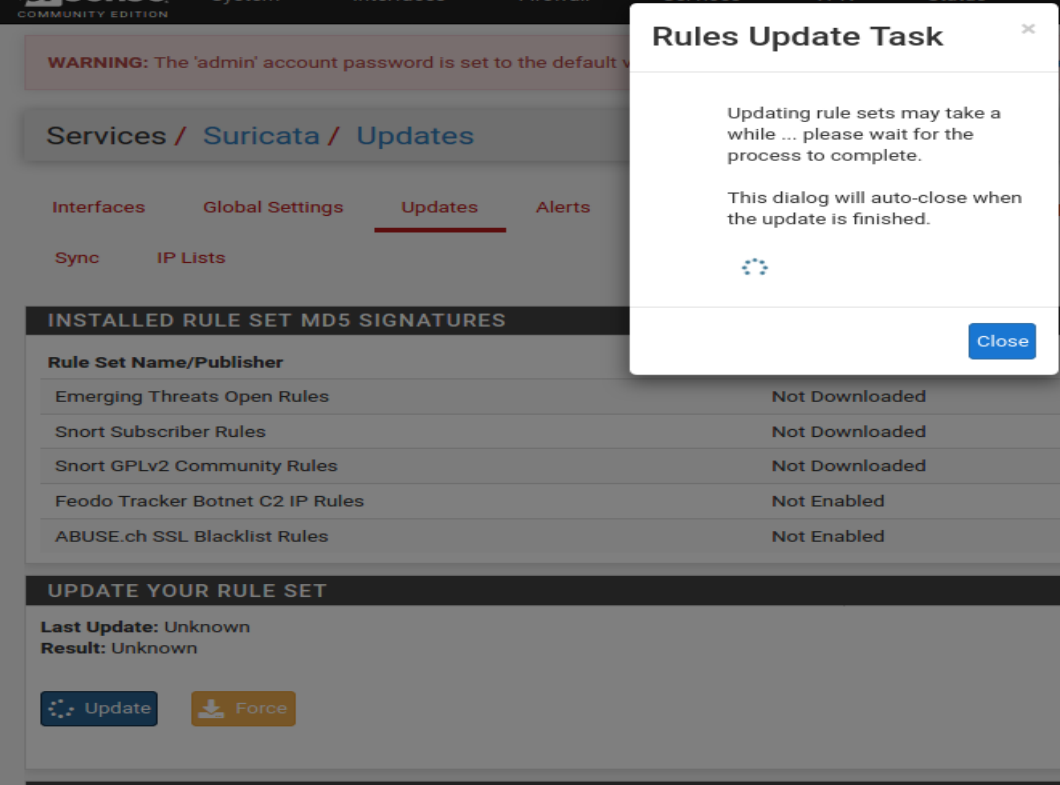 COMMUNITY EDITION
WARNING: The 'admin' account password is set to the default
Services / Suricata / Updates
Interfaces Global Settings Updates Alerts
Sync IP Lists
INSTALLED RULE SET MD5 SIGNATURES
Rule Set Name/Publisher
Emerging Threats Open Rules Not Downloaded
Snort Subscriber Rules Not Downloaded
Snort GPLv2 Community Rules Not Downloaded
Feodo Tracker Botnet C2 IP Rules Not Enabled
ABUSE.ch SSL Blacklist Rules Not Enabled
UPDATE YOUR RULE SET
Last Update: Unknown
Result: Unknown
Update Force
Rules Update Task
×
Updating rule sets may take a
while ... please wait for the
process to complete.
This dialog will auto-close when
the update is finished.
Close